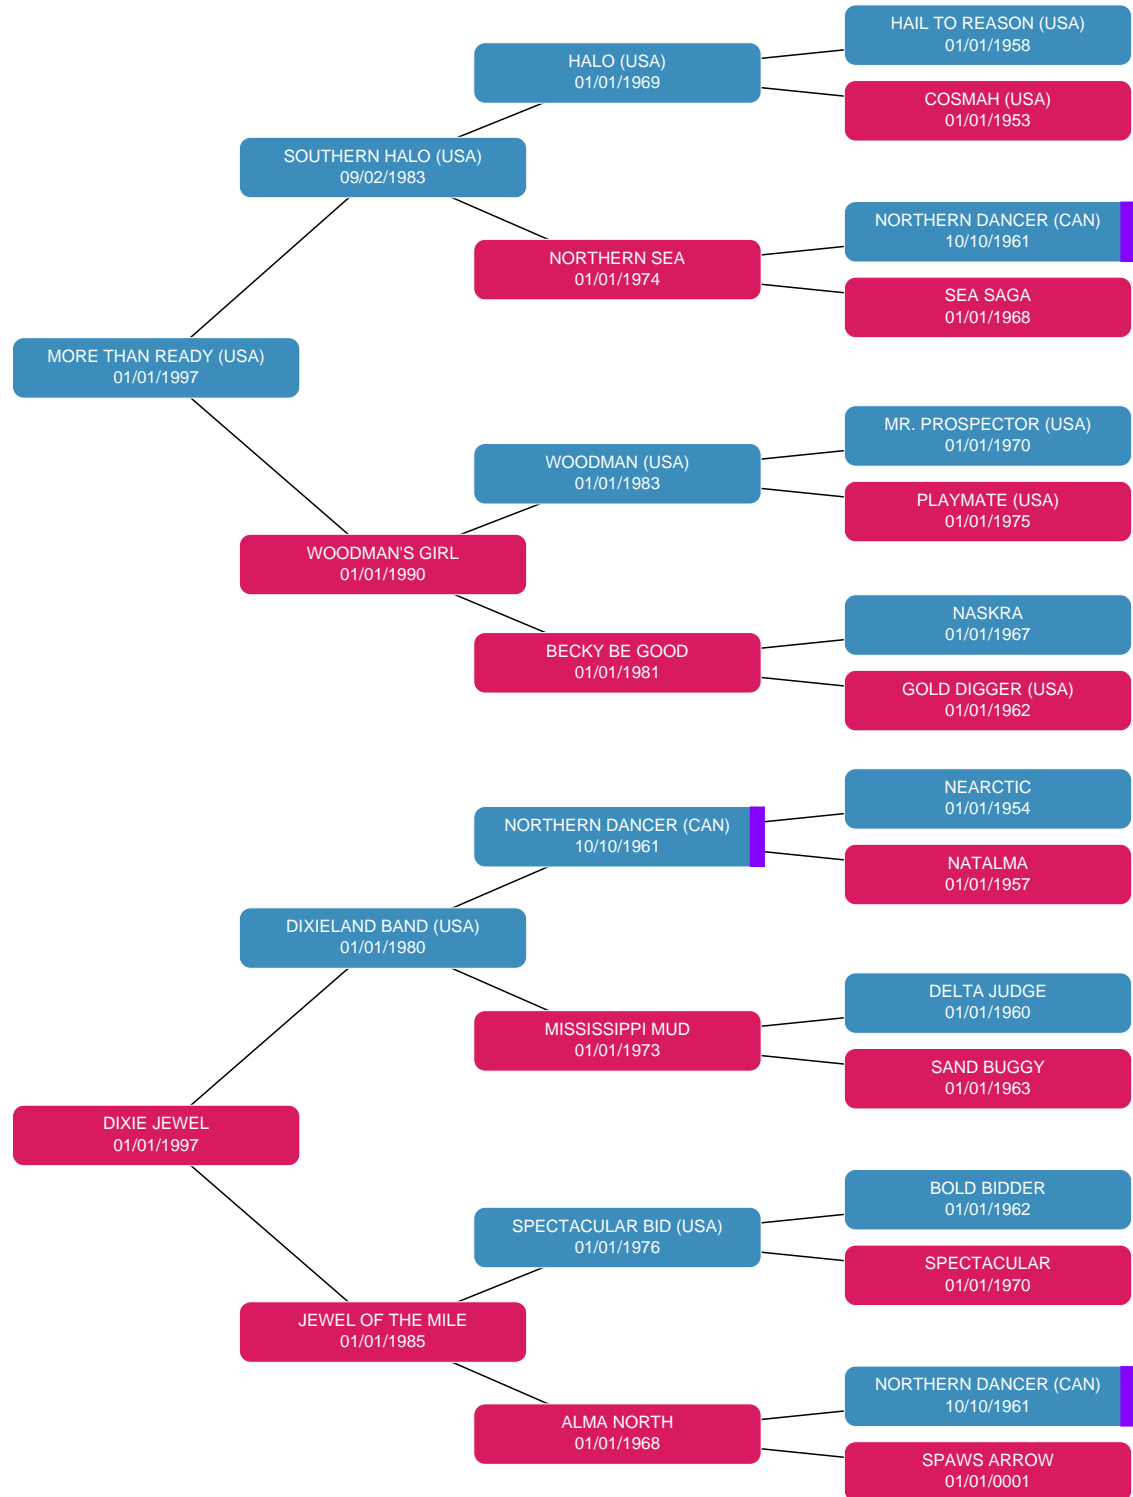 HAIL TO REASON (USA)
01/01/1958
HALO (USA)
01/01/1969
COSMAH (USA)
01/01/1953
SOUTHERN HALO (USA)
09/02/1983
NORTHERN DANCER (CAN)
10/10/1961
NORTHERN SEA
01/01/1974
SEA SAGA
01/01/1968
MORE THAN READY (USA)
01/01/1997
MR. PROSPECTOR (USA)
01/01/1970
WOODMAN (USA)
01/01/1983
PLAYMATE (USA)
01/01/1975
WOODMAN'S GIRL
01/01/1990
NASKRA
01/01/1967
BECKY BE GOOD
01/01/1981
GOLD DIGGER (USA)
01/01/1962
NEARCTIC
01/01/1954
NORTHERN DANCER (CAN)
10/10/1961
NATALMA
01/01/1957
DIXIELAND BAND (USA)
01/01/1980
DELTA JUDGE
01/01/1960
MISSISSIPPI MUD
01/01/1973
SAND BUGGY
01/01/1963
DIXIE JEWEL
01/01/1997
BOLD BIDDER
01/01/1962
SPECTACULAR BID (USA)
01/01/1976
SPECTACULAR
01/01/1970
JEWEL OF THE MILE
01/01/1985
NORTHERN DANCER (CAN)
10/10/1961
ALMA NORTH
01/01/1968
SPAWS ARROW
01/01/0001